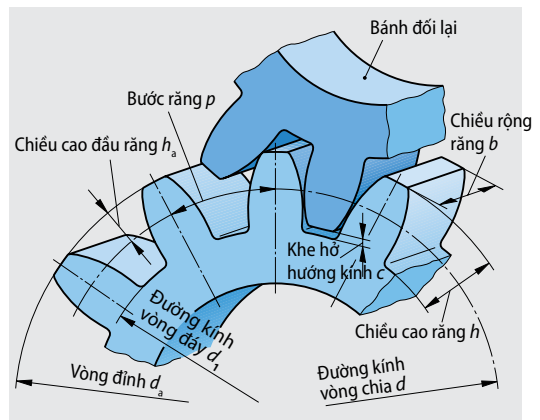 Bánh đối lại
Bước răng p
Chiều cao đầu răng hₐ
Chiều rộng
răng b
Khe hở
hướng kính c
Đường kính
vòng đáy d₁
Chiều cao răng h
Vòng đỉnh dₐ
Đường kính
vòng chia d